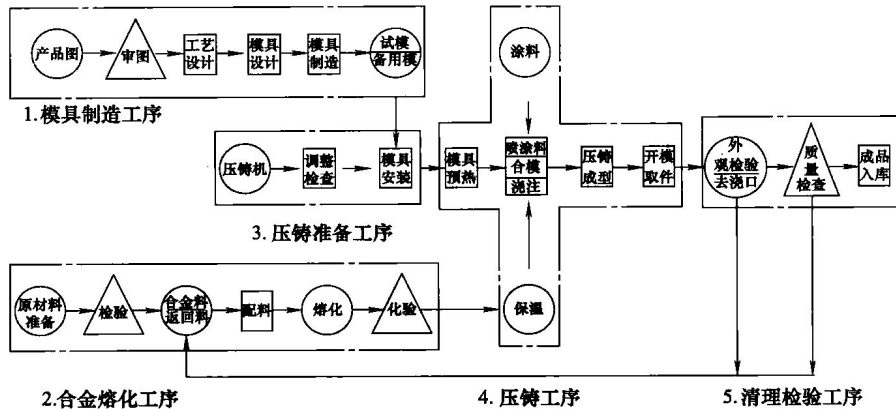 产品图
审图
工艺
设计
模具
设计
模具
制造
试模
备用模
1.模具制造工序
涂料
压铸机
调整
检查
模具
安装
模具
预热
喷涂料
合模
浇注
压铸
成型
开模
取件
外
观检验
去浇口
质
量
检查
成品
入库
3. 压铸准备工序
原材料
准备
检验
合金料
返回料
配料
熔化
化验
保温
2.合金熔化工序
4. 压铸工序
5.清理检验工序